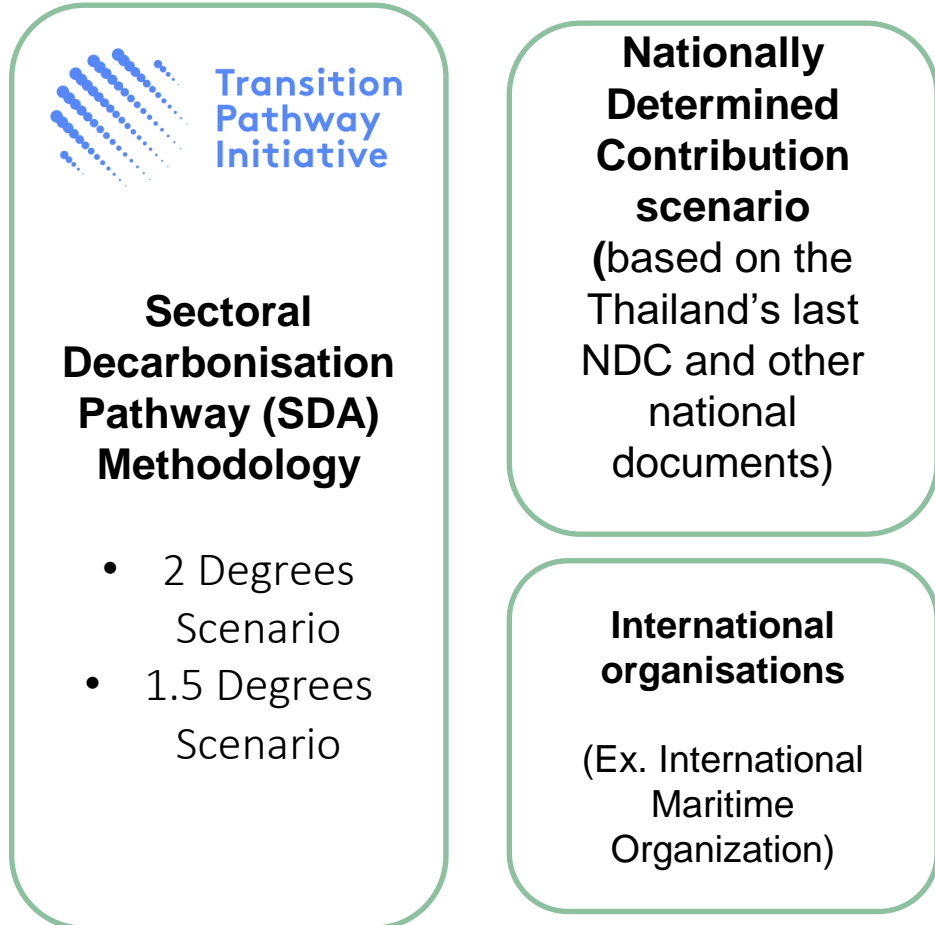 Transition
Pathway
Initiative
Sectoral
Decarbonisation
Pathway (SDA)
Methodology
• 2 Degrees
Scenario
• 1.5 Degrees
Scenario
Nationally
Determined
Contribution
scenario
(based on the
Thailand's last
NDC and other
national
documents)
International
organisations
(Ex. International
Maritime
Organization)